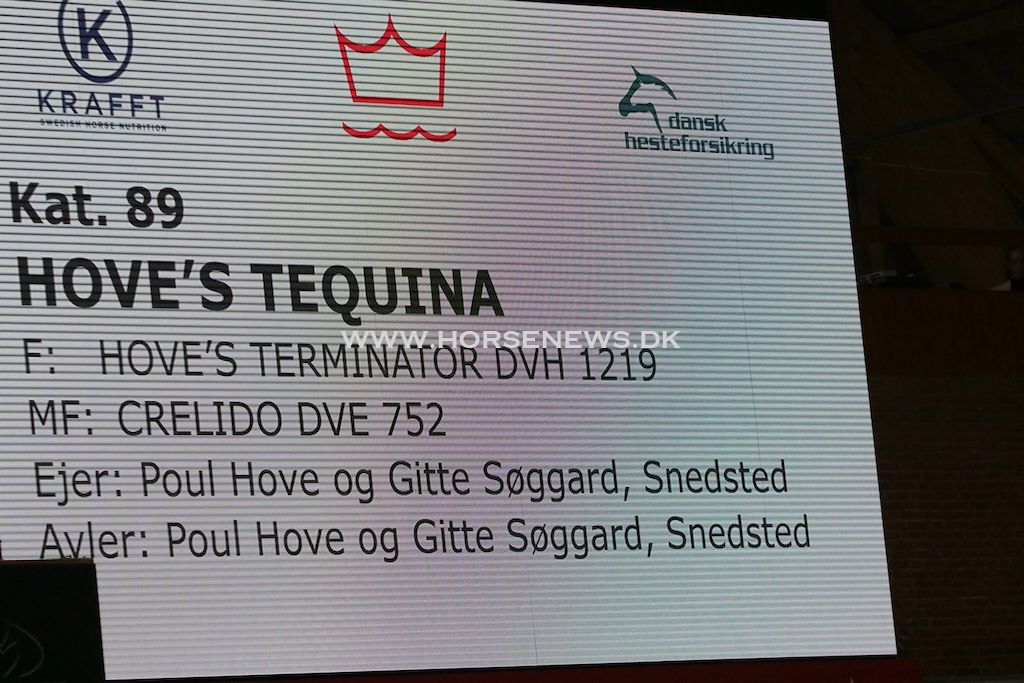 K
KRAFFT
SWEDISH HORSE NUTRITION
dansk
hesteforsikring
Kat. 89
HOVE'S TEQUINA
WWW.HORSENEWS.DK
F: HOVE'S TERMINATOR DVH 1219
MF: CRELIDO DVE 752
Ejer: Poul Hove og Gitte Søggard, Snedsted
Avler: Poul Hove og Gitte Søggard, Snedsted